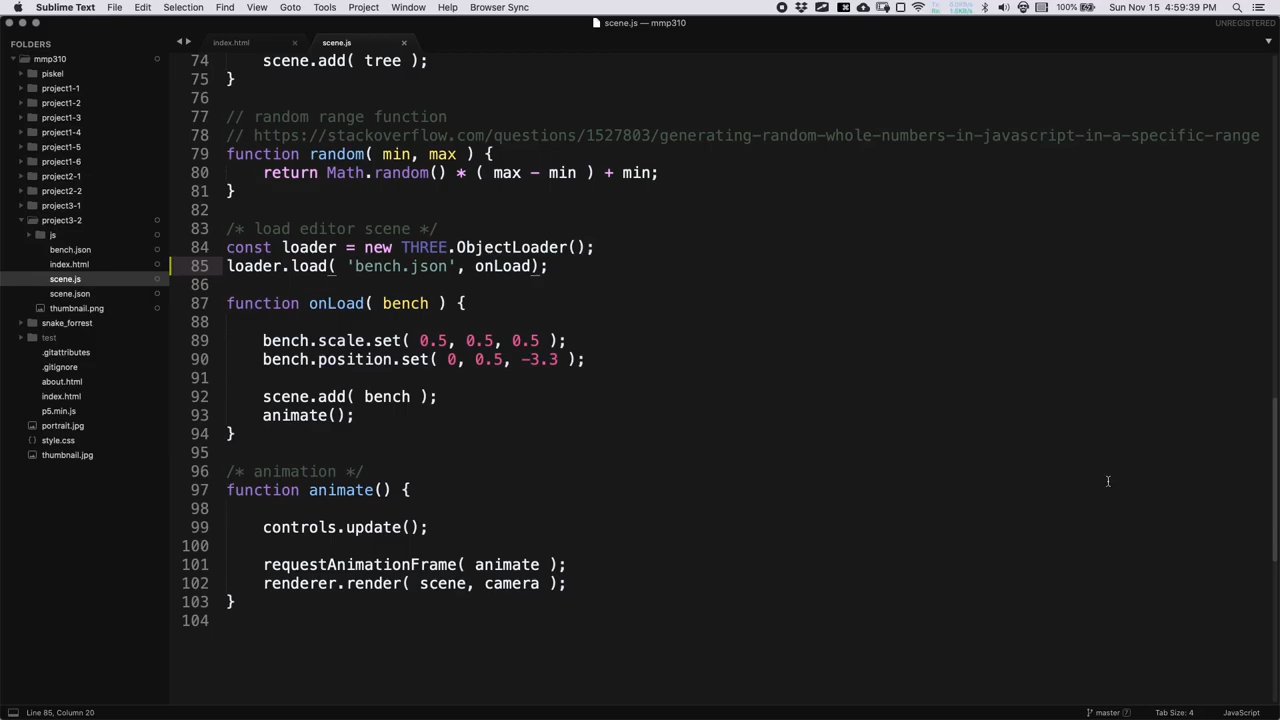 Sublime Text File Edit Selection Find View Goto Tools Project Window Help Browser Sync 100% Sun Nov 15 4:59:39 PM
scene.js — mmp310 UNREGISTERED
FOLDERS
mmp310
piskel
project1-1
project1-2
project1-3
project1-4
project1-5
project1-6
project2-1
project2-2
project3-1
project3-2
js
bench.json
index.html
scene.js
scene.json
thumbnail.png
snake_forrest
test
.gitattributes
.gitignore
about.html
index.html
p5.min.js
portrait.jpg
style.css
thumbnail.jpg
index.html scene.js
74 scene.add( tree );
75 }
76
77 // random range function
78 // https://stackoverflow.com/questions/1527803/generating-random-whole-numbers-in-javascript-in-a-specific-range
79 function random( min, max ) {
80 return Math.random() * ( max - min ) + min;
81 }
82
83 /* load editor scene */
84 const loader = new THREE.ObjectLoader();
85 loader.load( 'bench.json', onLoad);
86
87 function onLoad( bench ) {
88
89 bench.scale.set( 0.5, 0.5, 0.5 );
90 bench.position.set( 0, 0.5, -3.3 );
91
92 scene.add( bench );
93 animate();
94 }
95
96 /* animation */
97 function animate() {
98
99 controls.update();
100
101 requestAnimationFrame( animate );
102 renderer.render( scene, camera );
103 }
104
Line 85, Column 20 master Tab Size: 4 JavaScript